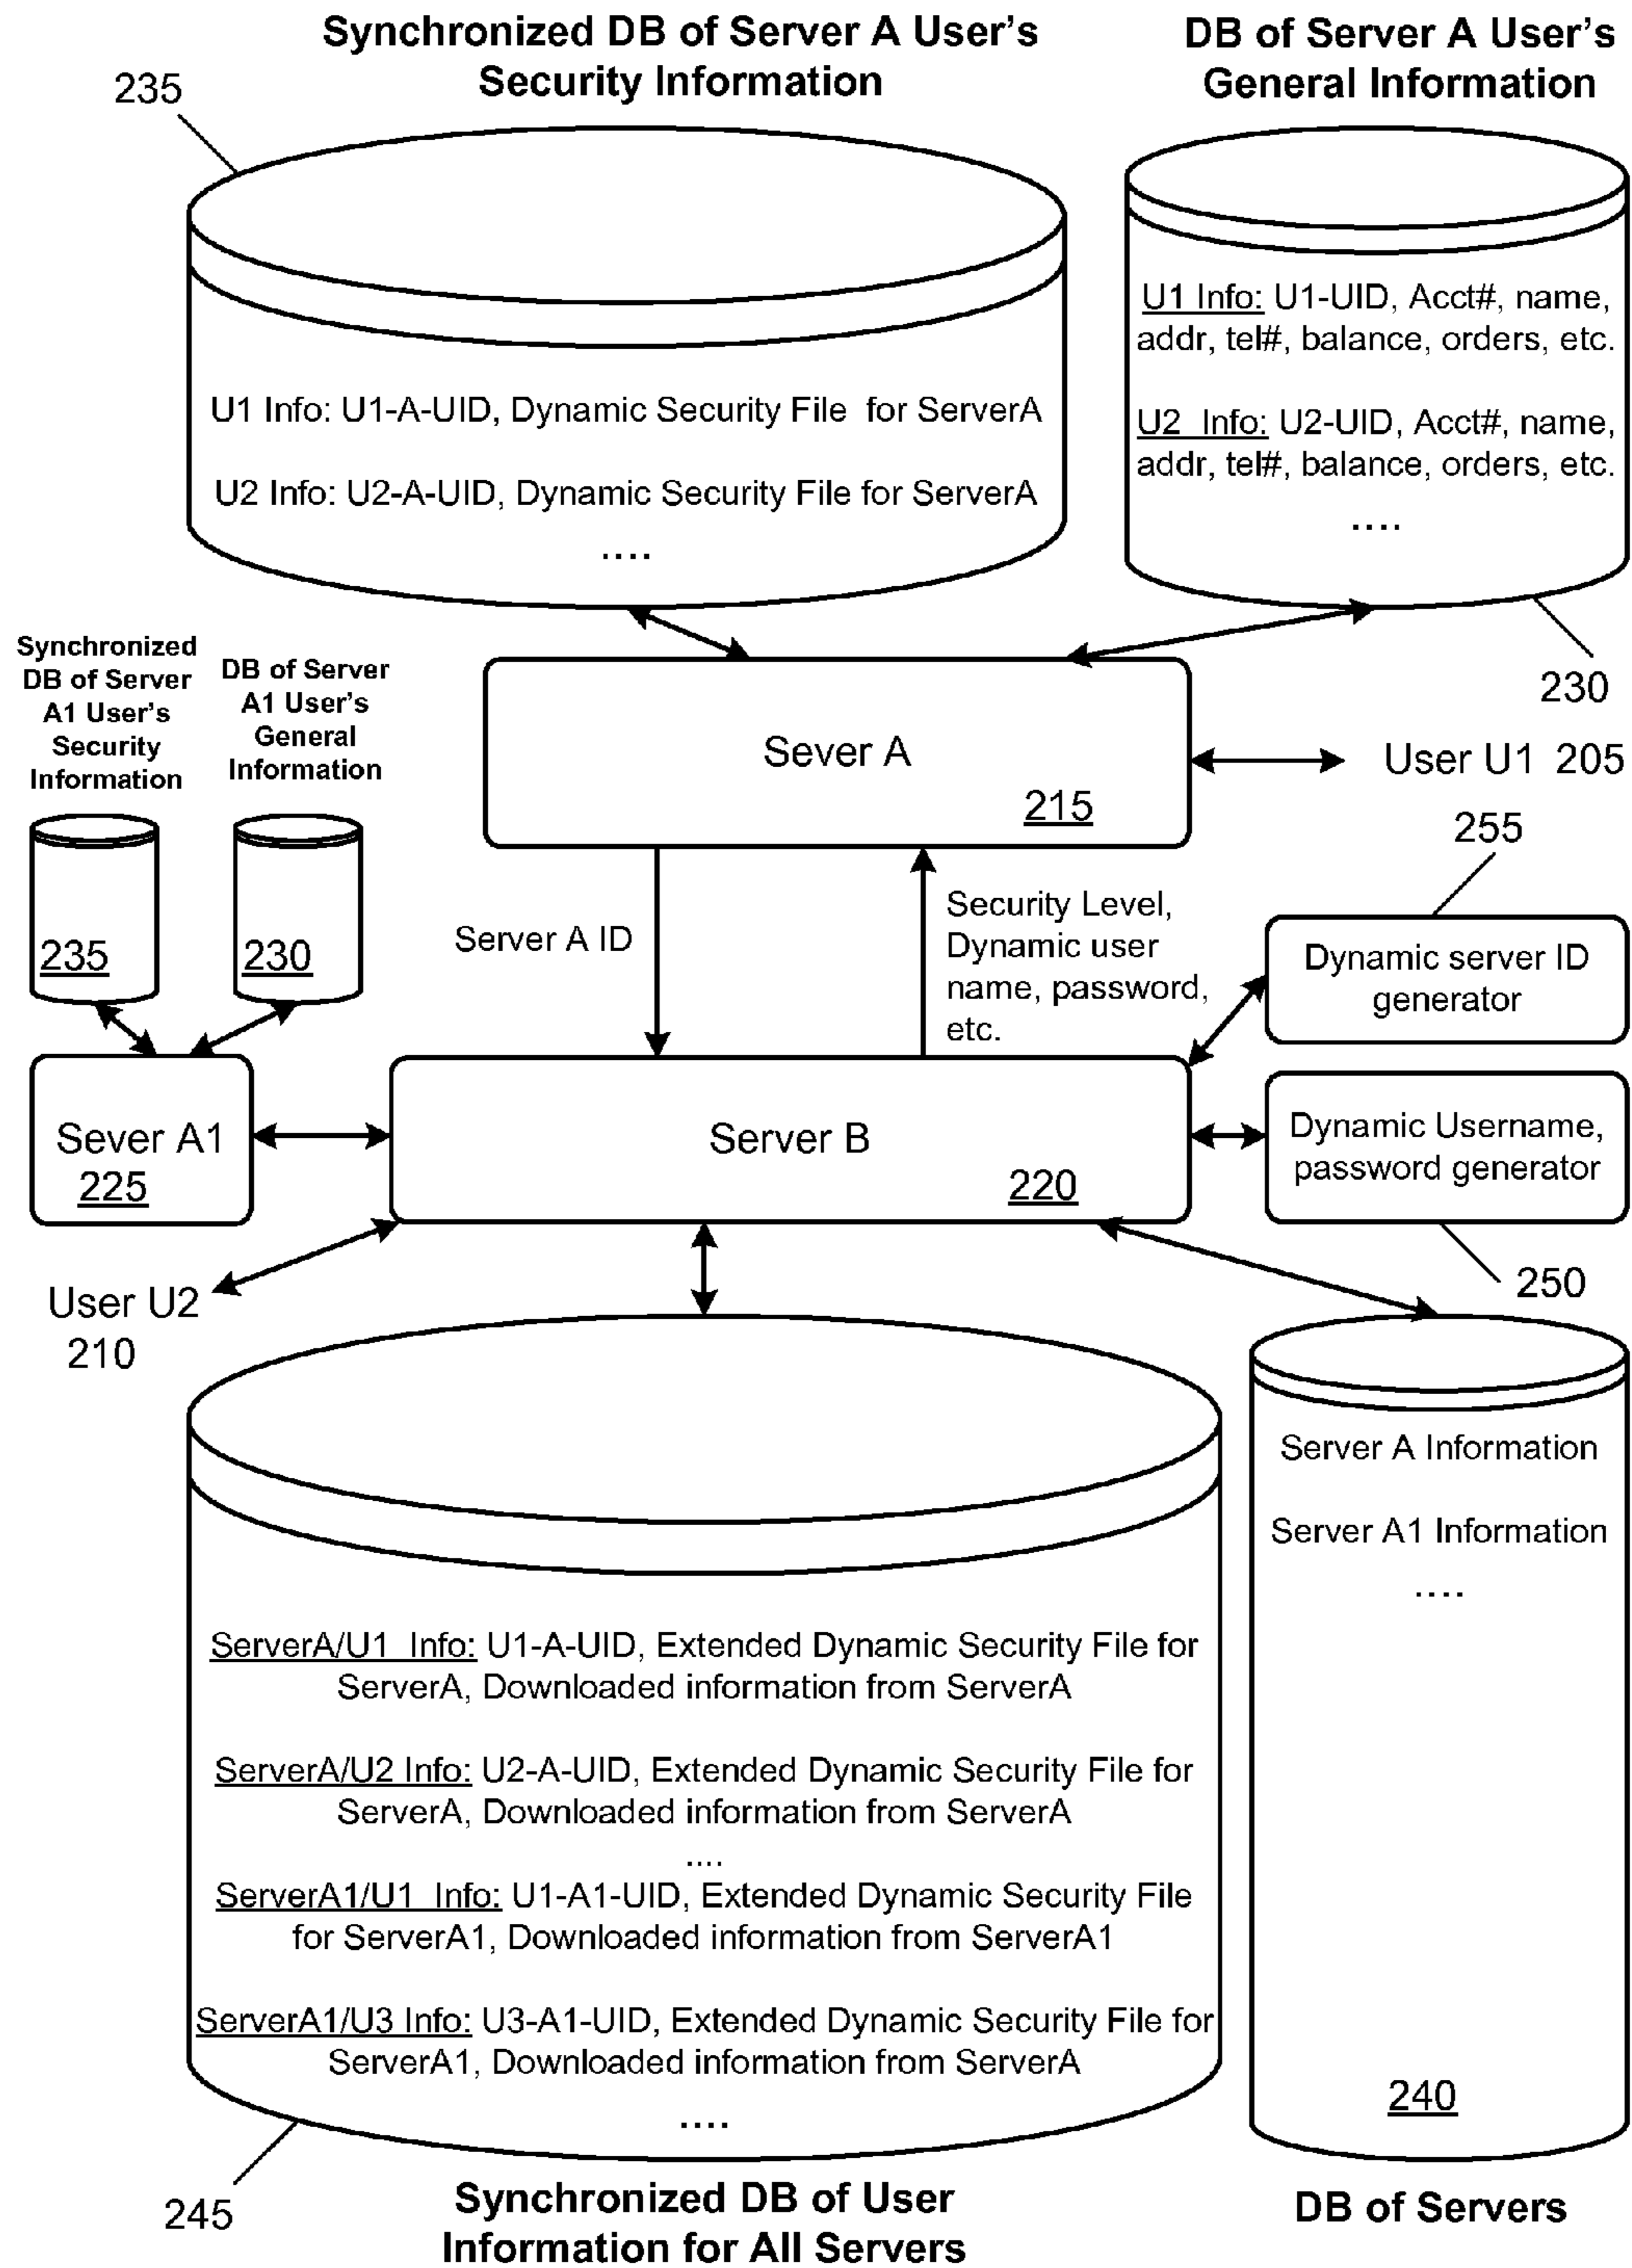 Synchronized DB of Server A User's
Security Information
DB of Server A User's
General Information
235
U1 Info: U1-UID, Acct#, name,
addr, tel#, balance, orders, etc.
U1 Info: U1-A-UID, Dynamic Security File for ServerA
U2 Info: U2-UID, Acct#, name,
addr, tel#, balance, orders, etc.
U2 Info: U2-A-UID, Dynamic Security File for ServerA
....
....
Synchronized
DB of Server
A1 User's
Security
Information
DB of Server
A1 User's
General
Information
230
Sever A
215
User U1 205
255
235
230
Server A ID
Security Level,
Dynamic user
name, password,
etc.
Dynamic server ID
generator
Sever A1
225
Server B
220
Dynamic Username,
password generator
250
User U2
210
Server A Information
Server A1 Information
....
ServerA/U1 Info: U1-A-UID, Extended Dynamic Security File for
ServerA, Downloaded information from ServerA
ServerA/U2 Info: U2-A-UID, Extended Dynamic Security File for
ServerA, Downloaded information from ServerA
....
ServerA1/U1 Info: U1-A1-UID, Extended Dynamic Security File
for ServerA1, Downloaded information from ServerA1
ServerA1/U3 Info: U3-A1-UID, Extended Dynamic Security File for
ServerA1, Downloaded information from ServerA
....
240
245
Synchronized DB of User
Information for All Servers
DB of Servers